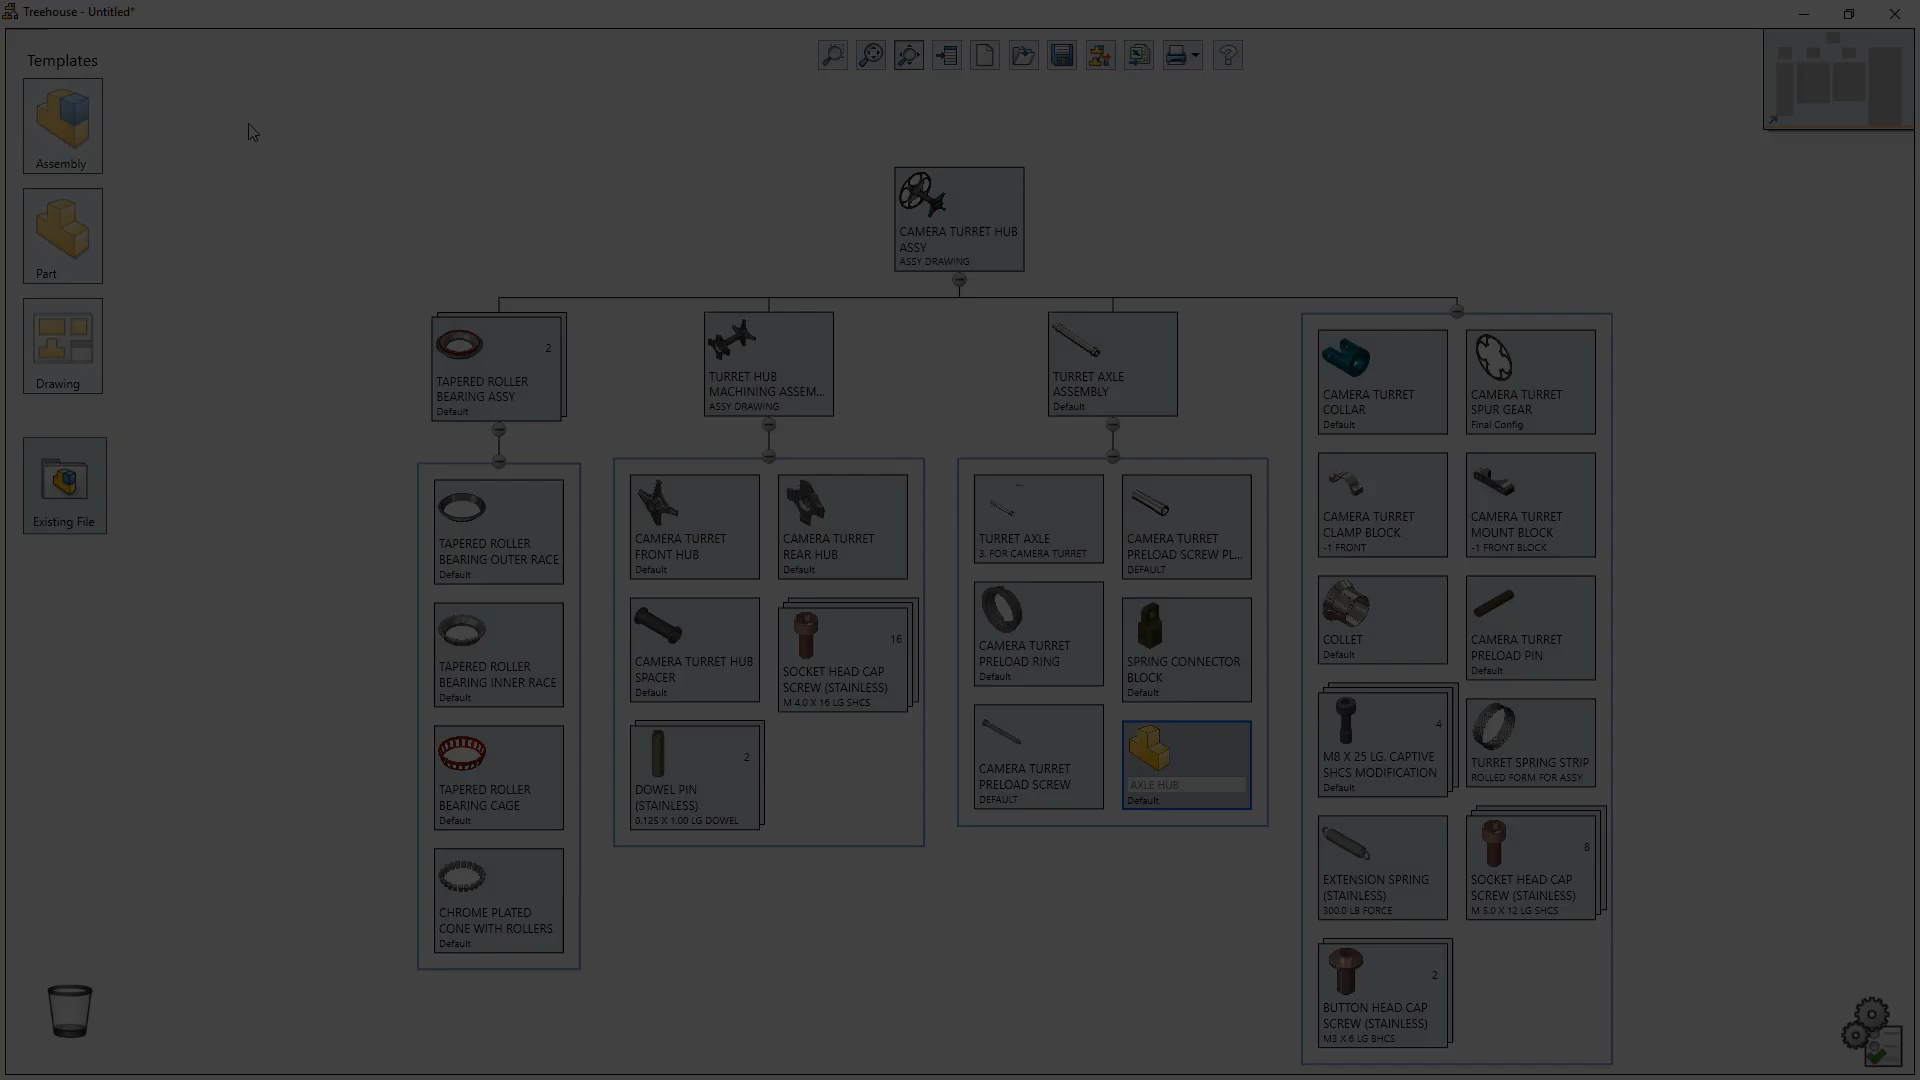 Treehouse - Untitled*
Templates
Assembly
Part
Drawing
Existing File
CAMERA TURRET HUB
ASSY
ASSY DRAWING
2
TAPERED ROLLER
BEARING ASSY
Default
TURRET HUB
MACHINING ASSEM...
ASSY DRAWING
TURRET AXLE
ASSEMBLY
Default
TAPERED ROLLER
BEARING OUTER RACE
Default
TAPERED ROLLER
BEARING INNER RACE
Default
TAPERED ROLLER
BEARING CAGE
Default
CHROME PLATED
CONE WITH ROLLERS
Default
CAMERA TURRET
FRONT HUB
Default
CAMERA TURRET
REAR HUB
Default
CAMERA TURRET HUB
SPACER
Default
16
SOCKET HEAD CAP
SCREW (STAINLESS)
M 4.0 X 16 LG SHCS
2
DOWEL PIN
(STAINLESS)
0.125 X 1.00 LG DOWEL
TURRET AXLE
3. FOR CAMERA TURRET
CAMERA TURRET
PRELOAD SCREW PL...
DEFAULT
CAMERA TURRET
PRELOAD RING
Default
SPRING CONNECTOR
BLOCK
Default
CAMERA TURRET
PRELOAD SCREW
DEFAULT
AXLE HUB
Default
CAMERA TURRET
COLLAR
Default
CAMERA TURRET
SPUR GEAR
Final Config
CAMERA TURRET
CLAMP BLOCK
-1 FRONT
CAMERA TURRET
MOUNT BLOCK
-1 FRONT BLOCK
COLLET
Default
CAMERA TURRET
PRELOAD PIN
Default
4
M8 X 25 LG. CAPTIVE
SHCS MODIFICATION
Default
TURRET SPRING STRIP
ROLLED FORM FOR ASSY
EXTENSION SPRING
(STAINLESS)
300.0 LB FORCE
8
SOCKET HEAD CAP
SCREW (STAINLESS)
M 5.0 X 12 LG SHCS
2
BUTTON HEAD CAP
SCREW (STAINLESS)
M3 X 6 LG BHCS